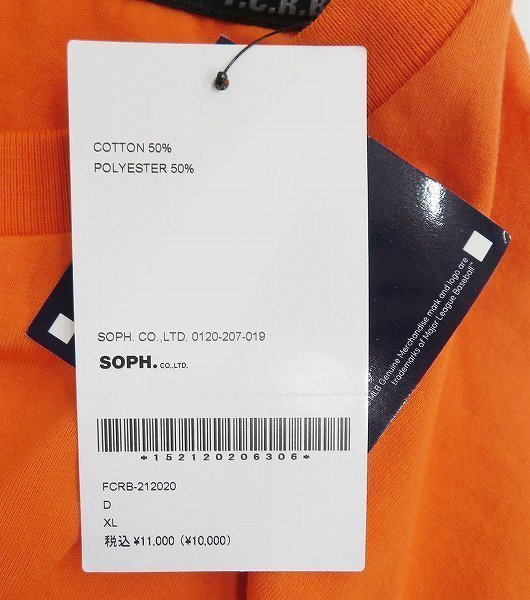 F.C.R.B
COTTON 50%
POLYESTER 50%
SOPH. CO.,LTD. 0120-207-019
SOPH. CO.,LTD.
*152120206306*
FCRB-212020
D
XL
税込 ¥11,000 (¥10,000)
MLB Genuine Merchandise mark and logo are
trademarks of Major League Baseball™